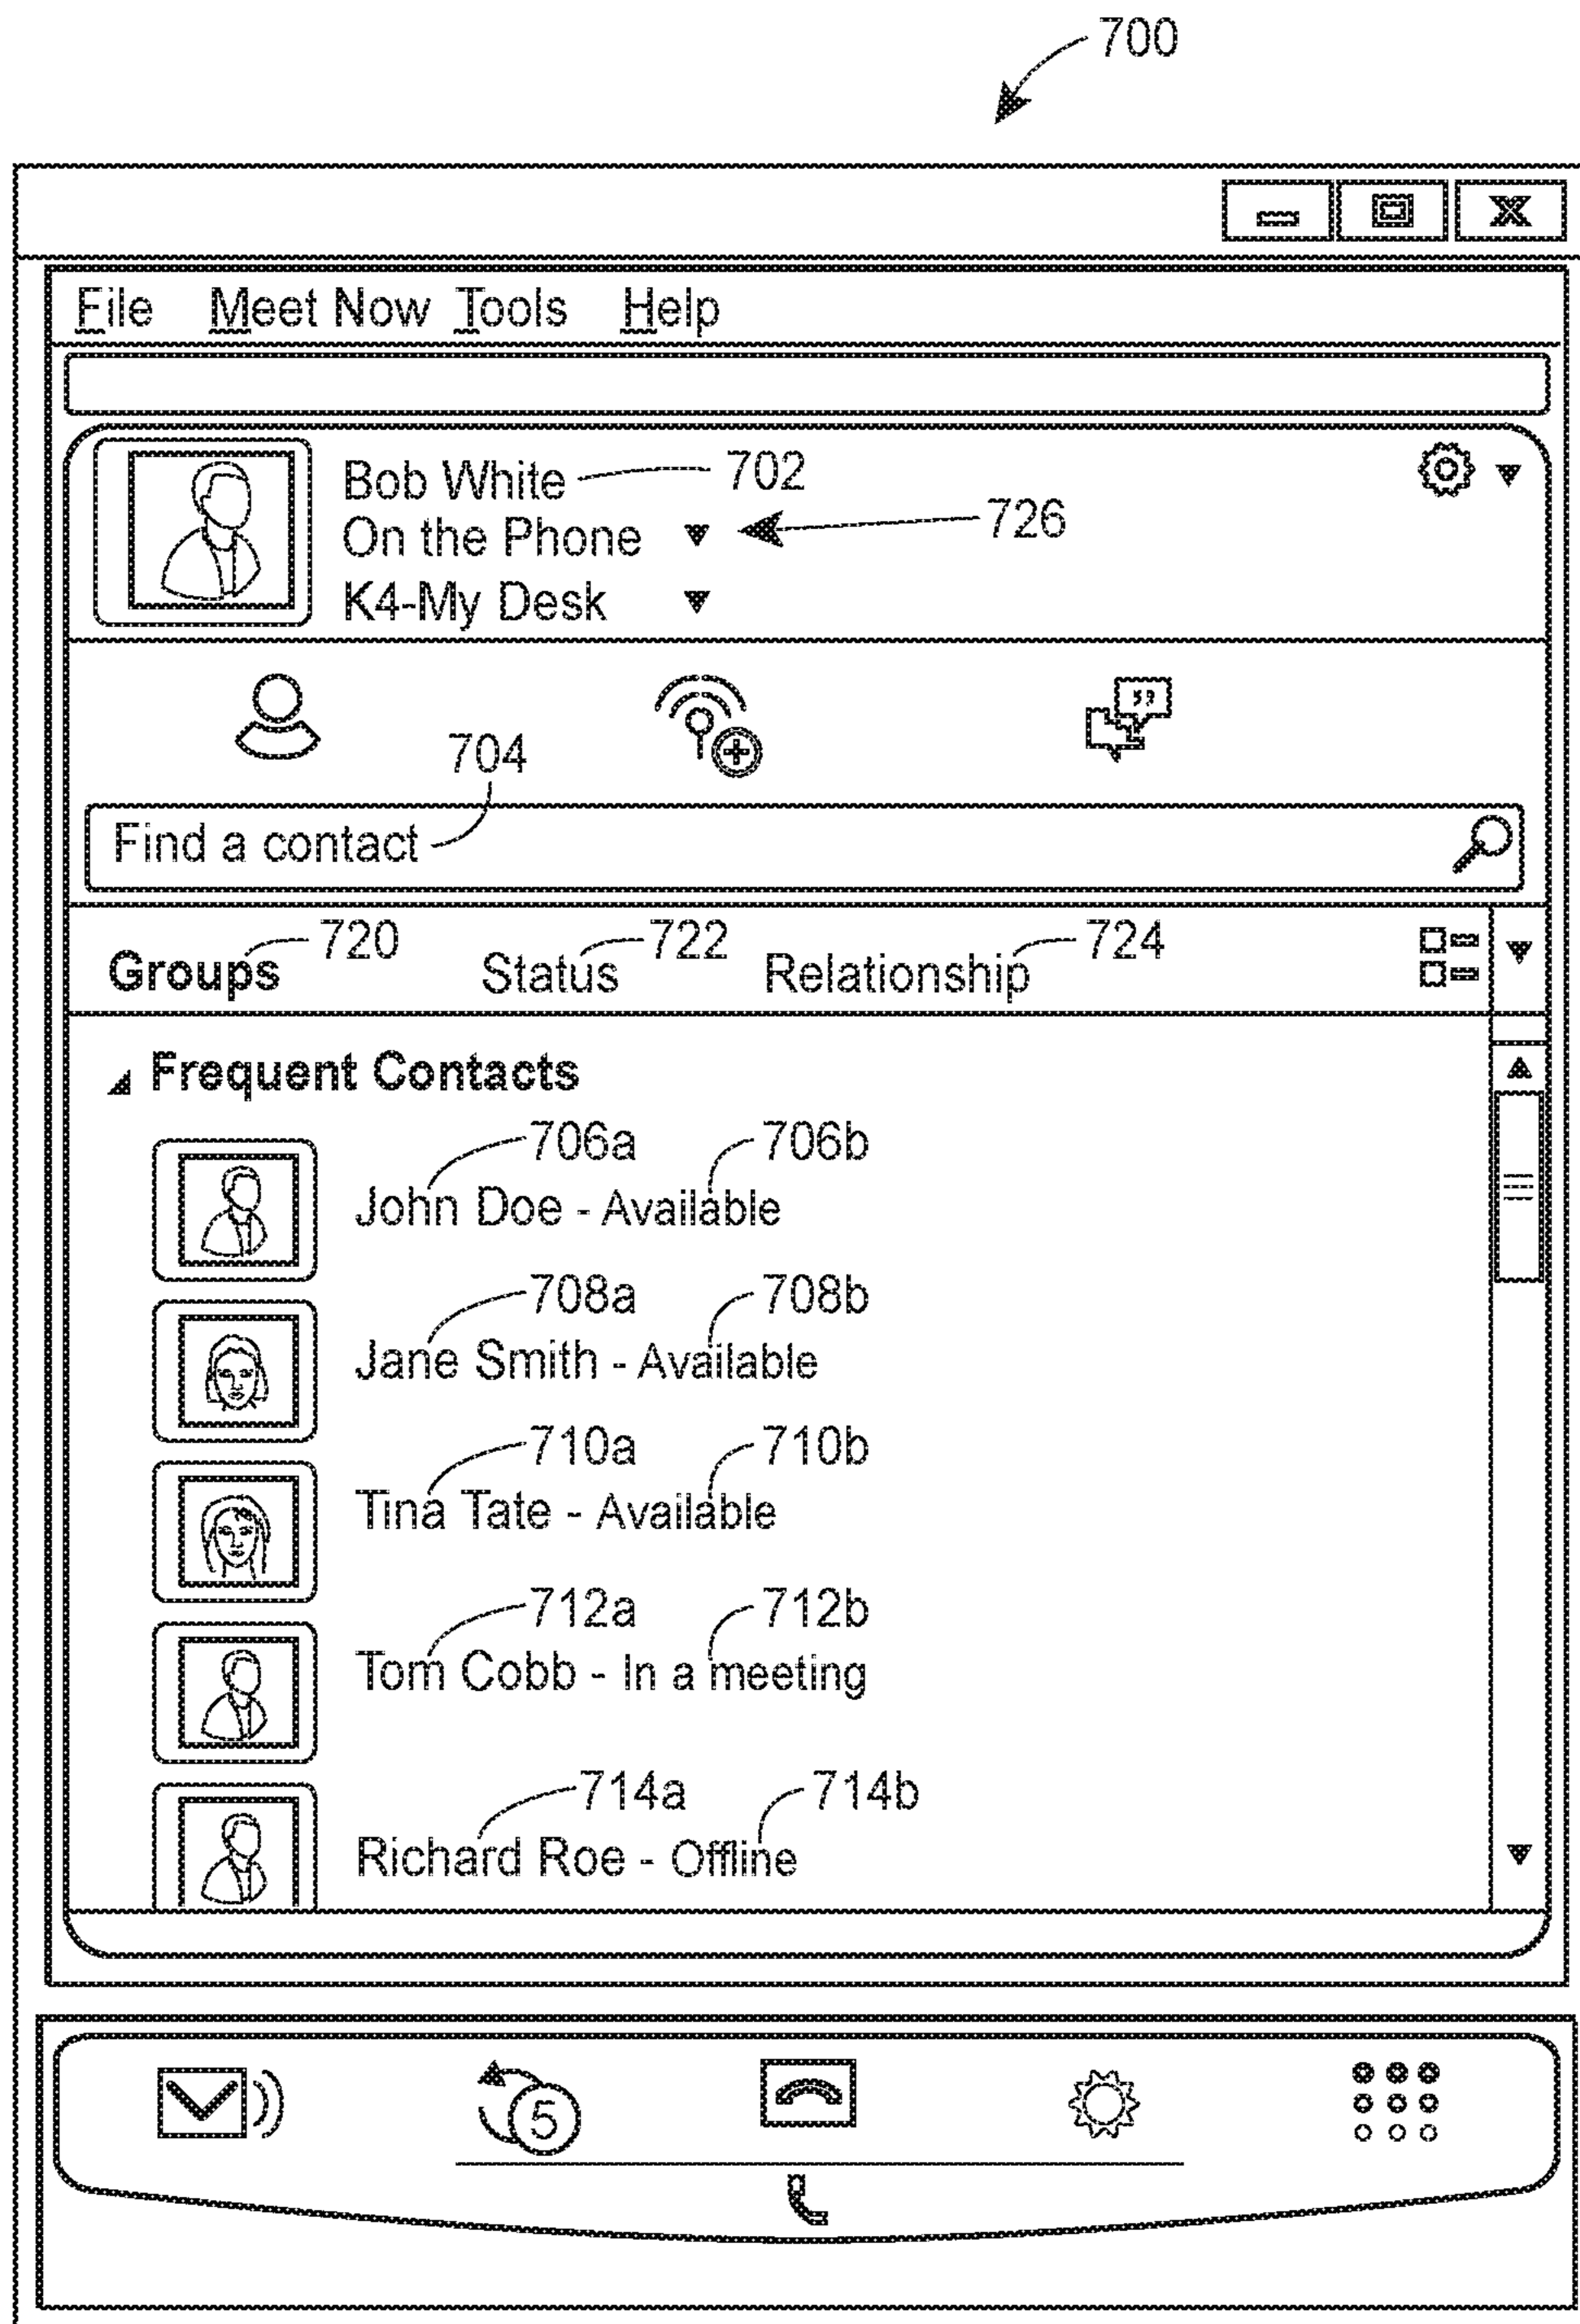 700
File Meet Now Tools Help
Bob White 702
On the Phone 726
K4-My Desk
704
Find a contact
Groups 720 Status 722 Relationship 724
Frequent Contacts
706a 706b
John Doe - Available
708a 708b
Jane Smith - Available
710a 710b
Tina Tate - Available
712a 712b
Tom Cobb - In a meeting
714a 714b
Richard Roe - Offline
5